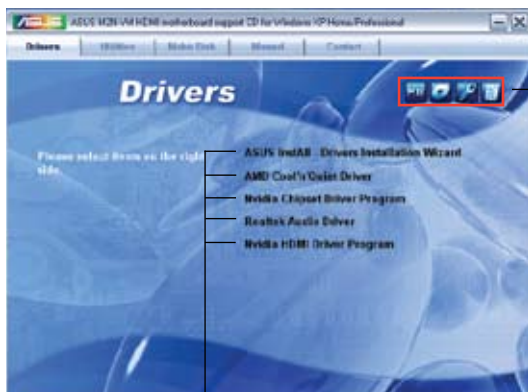 ASUS M2N-VM HDMI motherboard support CD for Windows XP Home/Professional
Drivers Utilities Make Disk Manual Contact
Drivers
Please select items on the right side.
ASUS InstAll - Drivers Installation Wizard
AMD Cool'n'Quiet Driver
Nvidia Chipset Driver Program
Realtek Audio Driver
Nvidia HDMI Driver Program